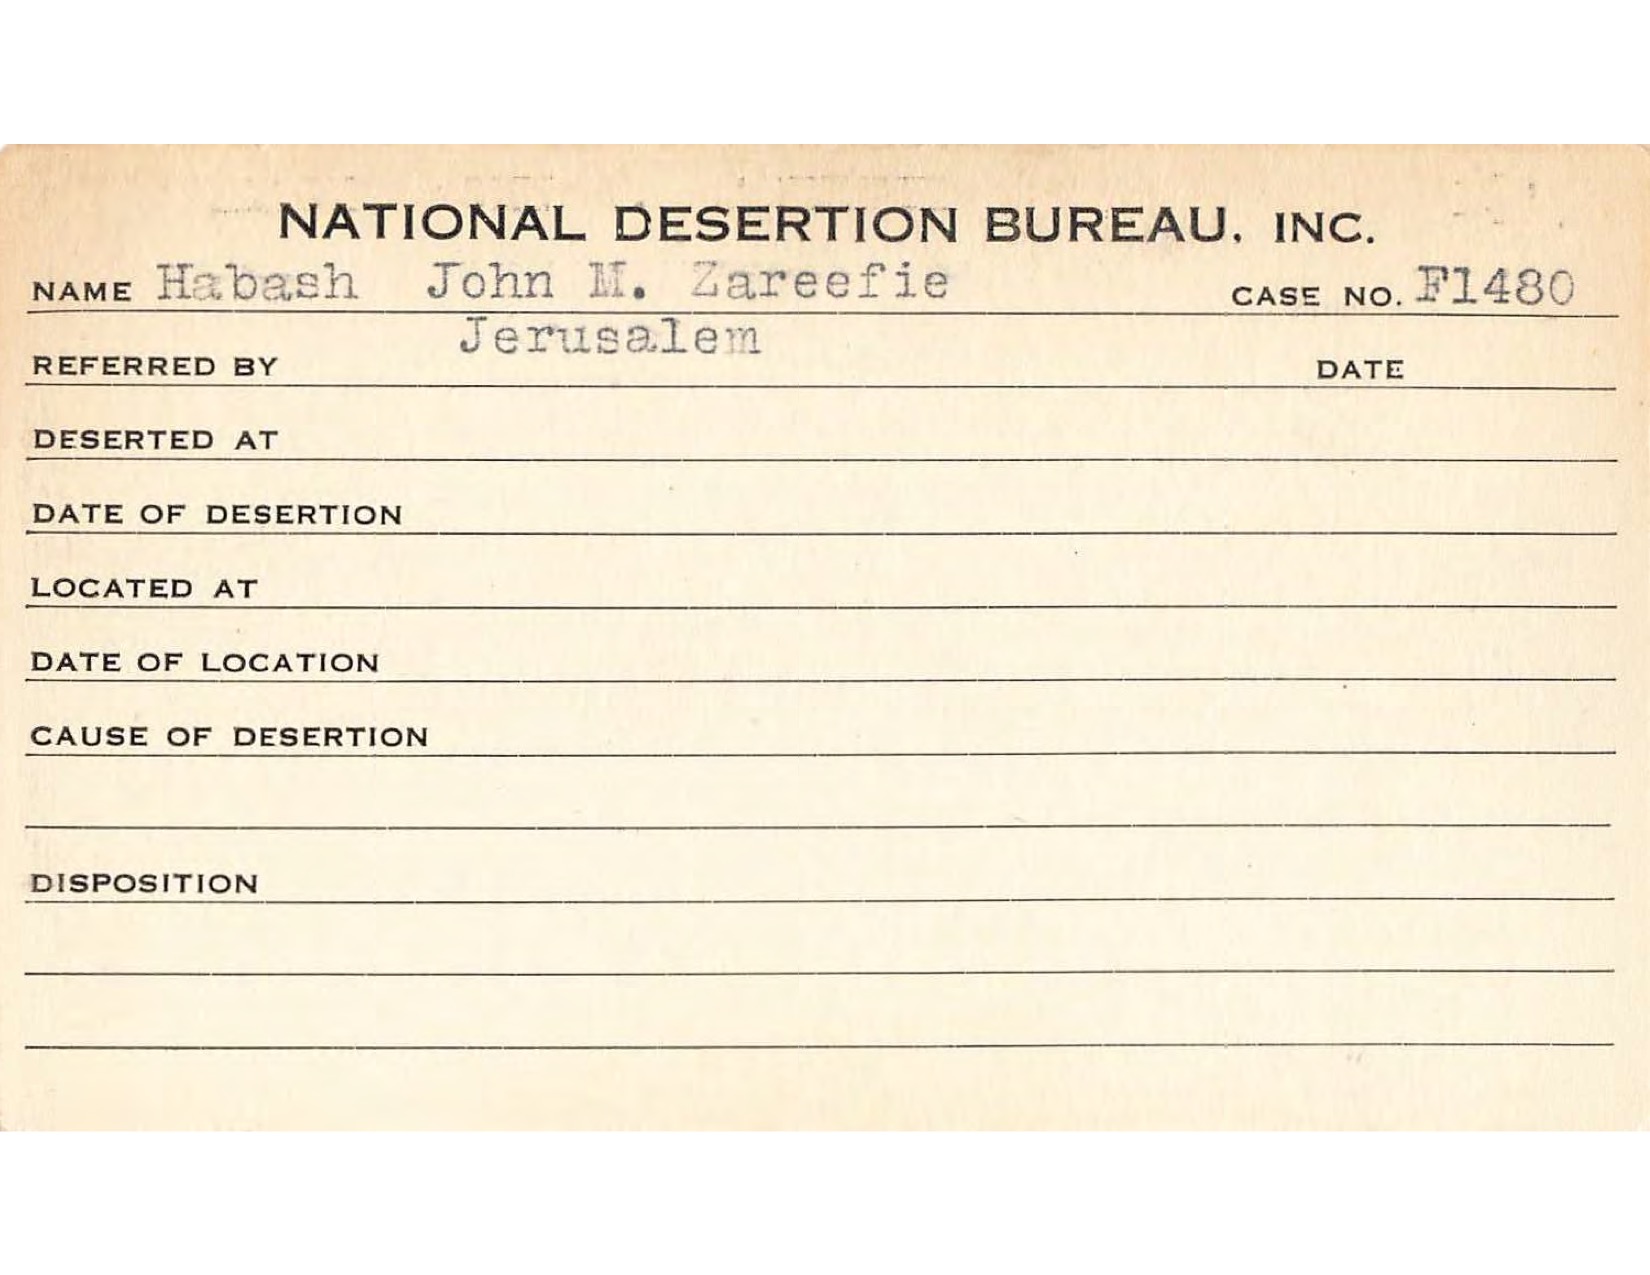 NATIONAL DESERTION BUREAU, INC.
NAME Habash John M. Zareefie CASE NO. F1480
Jerusalem
REFERRED BY DATE
DESERTED AT
DATE OF DESERTION
LOCATED AT
DATE OF LOCATION
CAUSE OF DESERTION
DISPOSITION